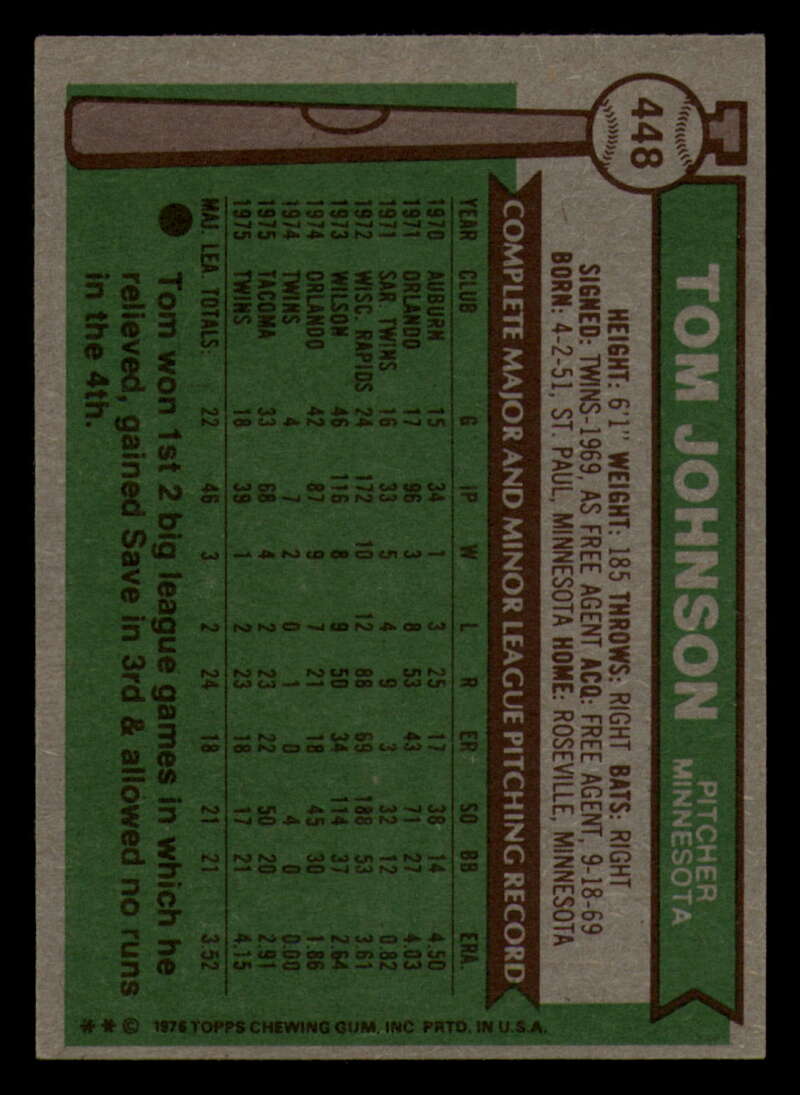 448
TOM JOHNSON
PITCHER
MINNESOTA
HEIGHT: 6'1" WEIGHT: 185 THROWS: RIGHT BATS: RIGHT
SIGNED: TWINS-1969, AS FREE AGENT ACQ: FREE AGENT, 9-18-69
BORN: 4-2-51, ST. PAUL, MINNESOTA HOME: ROSEVILLE, MINNESOTA
COMPLETE MAJOR AND MINOR LEAGUE PITCHING RECORD
YEAR CLUB G IP W L R ER SO BB ERA
1970 AUBURN 15 34 1 3 25 17 38 14 4.50
1971 ORLANDO 17 96 3 8 53 43 71 27 4.03
1971 SAR. TWINS 16 33 5 4 9 3 32 12 0.82
1972 WISC. RAPIDS 24 172 10 12 88 69 188 53 3.61
1973 WILSON 46 116 8 9 50 34 114 37 2.64
1974 ORLANDO 42 87 9 7 21 18 45 30 1.86
1974 TWINS 4 7 2 0 1 0 4 0 0.00
1975 TACOMA 33 68 4 2 23 22 50 20 2.91
1975 TWINS 18 39 1 2 23 18 17 21 4.15
MAJ. LEA TOTALS: 22 46 3 2 24 18 21 21 3.52
Tom won 1st 2 big league games in which he
relieved, gained Save in 3rd & allowed no runs
in the 4th.
** © 1976 TOPPS CHEWING GUM, INC. PRTD. IN U.S.A.